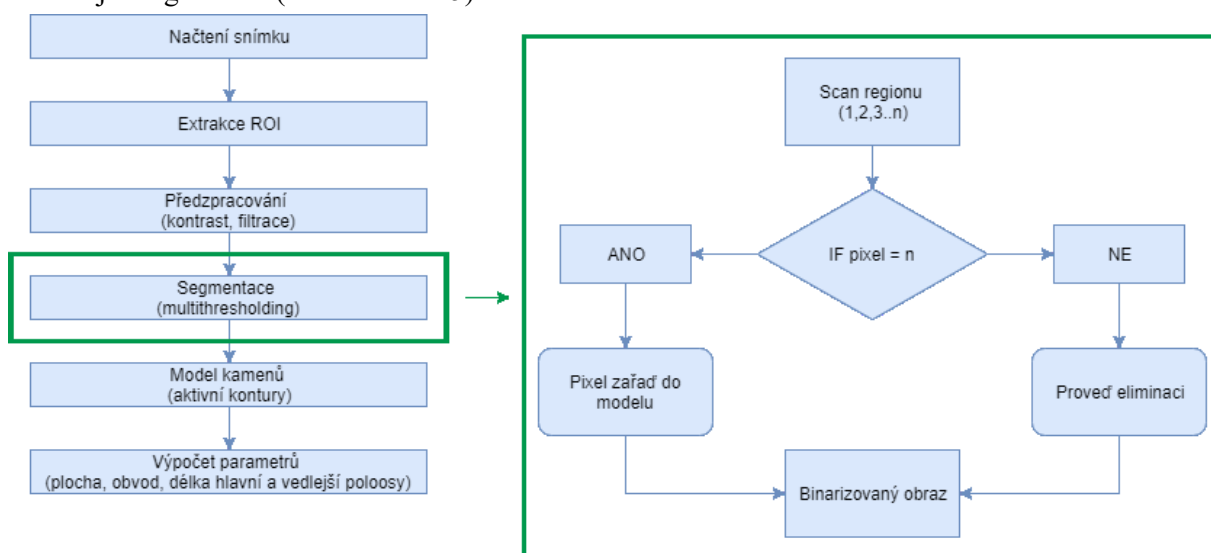 Načtení snímku
Extrakce ROI
Předzpracování
(kontrast, filtrace)
Segmentace
(multithresholding)
Model kamenů
(aktivní kontury)
Výpočet parametrů
(plocha, obvod, délka hlavní a vedlejší poloosy)
Scan regionu
(1,2,3..n)
IF pixel = n
ANO
NE
Pixel zařaď do
modelu
Proveď eliminaci
Binarizovaný obraz